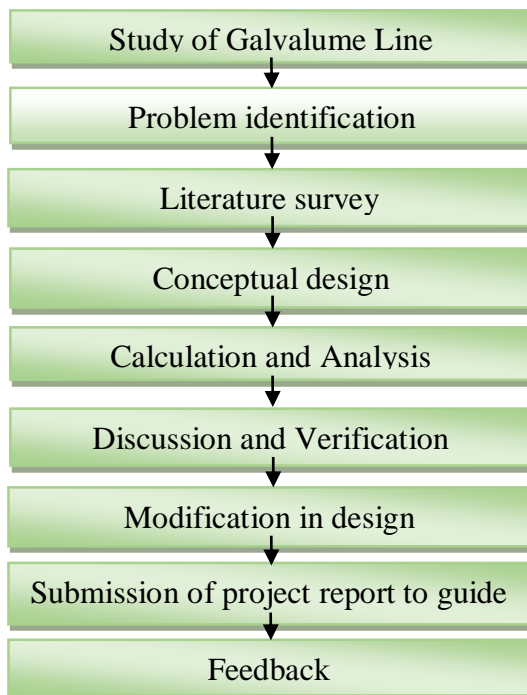 Study of Galvalume Line
Problem identification
Literature survey
Conceptual design
Calculation and Analysis
Discussion and Verification
Modification in design
Submission of project report to guide
Feedback